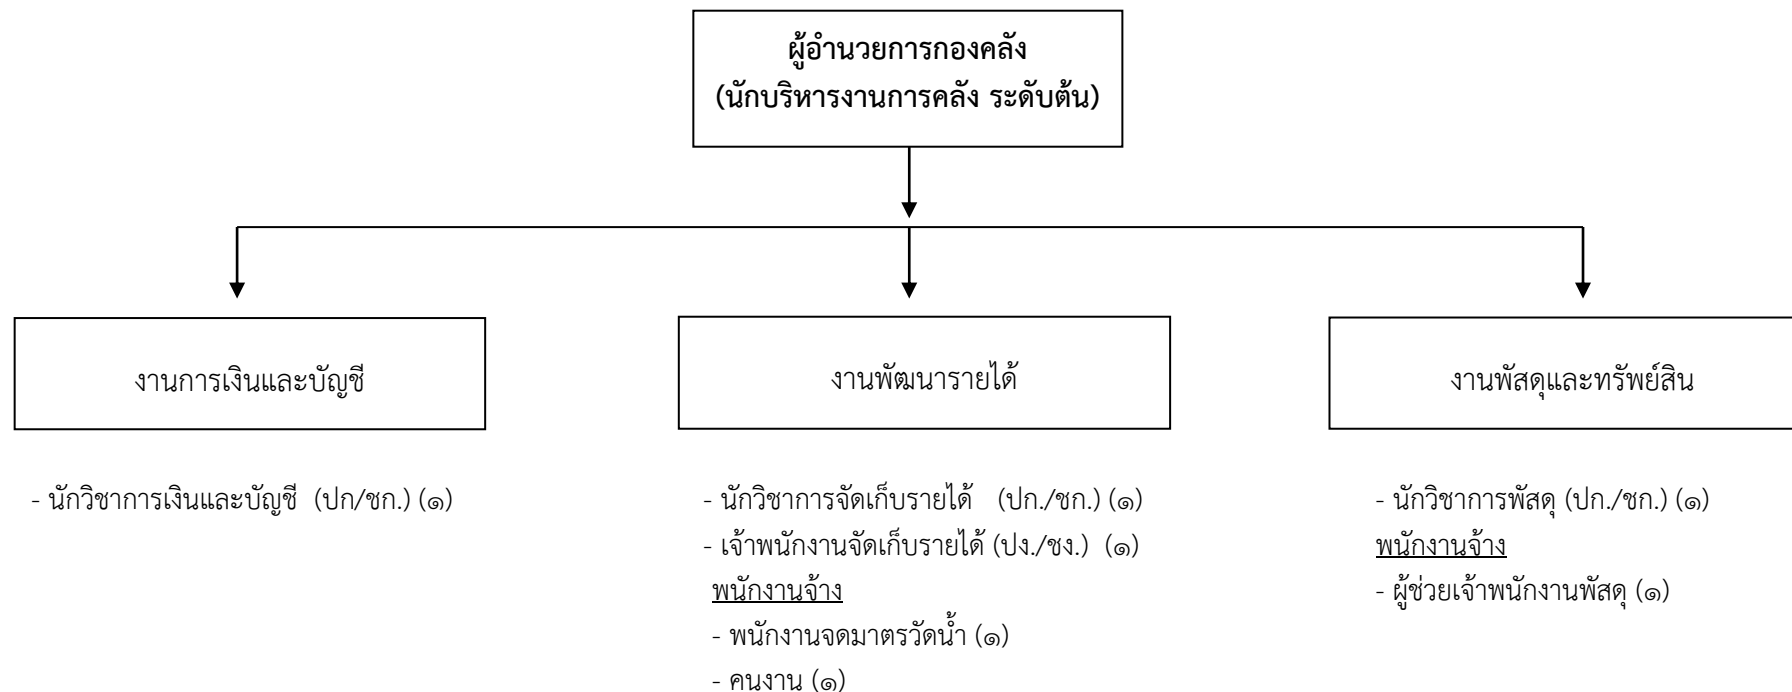 ผู้อำนวยการกองคลัง
(นักบริหารงานการคลัง ระดับต้น)
งานการเงินและบัญชี
- นักวิชาการเงินและบัญชี (ปก/ชก.) (๑)
งานพัฒนารายได้
- นักวิชาการจัดเก็บรายได้ (ปก./ชก.) (๑)
- เจ้าพนักงานจัดเก็บรายได้ (ปง./ชง.) (๑)
พนักงานจ้าง
- พนักงานจดมาตรวัดน้ำ (๑)
- คนงาน (๑)
งานพัสดุและทรัพย์สิน
- นักวิชาการพัสดุ (ปก./ชก.) (๑)
พนักงานจ้าง
- ผู้ช่วยเจ้าพนักงานพัสดุ (๑)